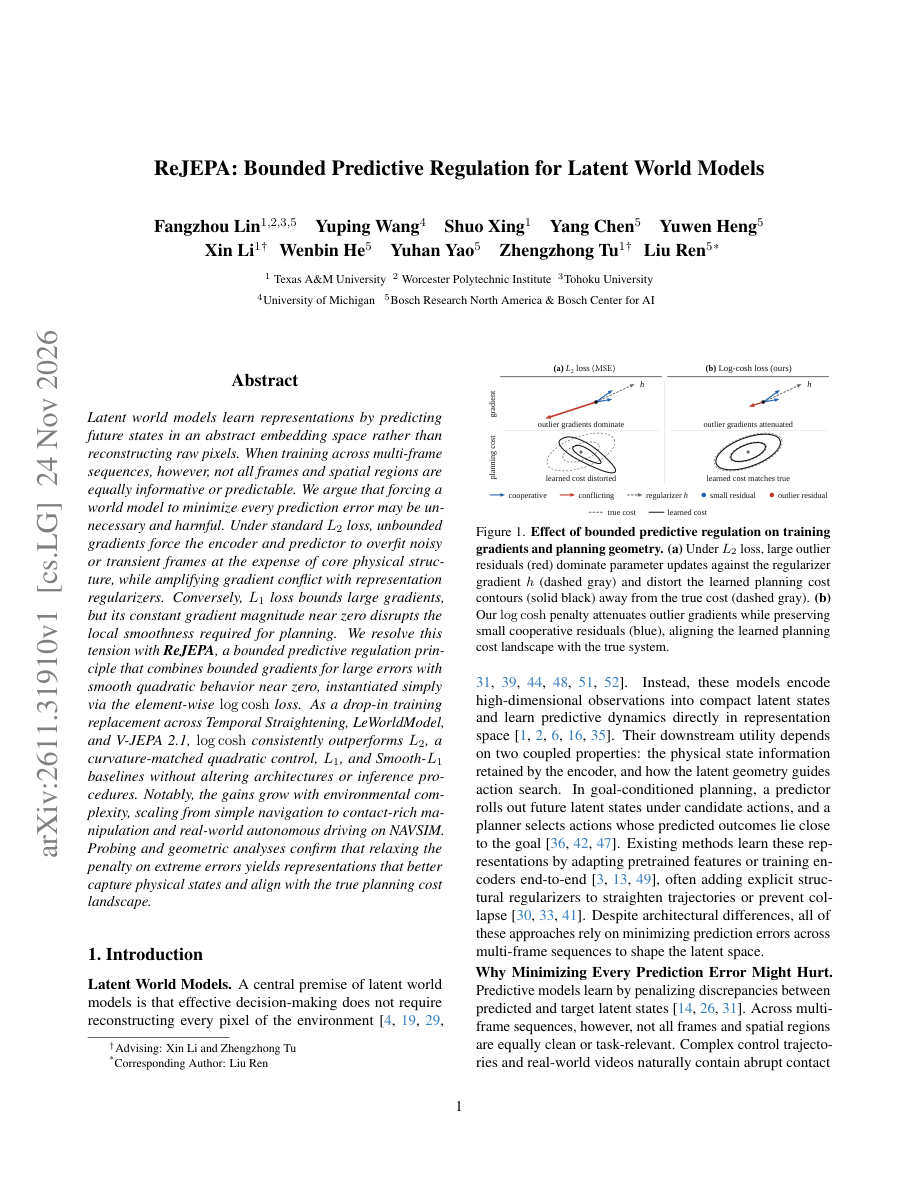 ReJEPA: Bounded Predictive Regulation for Latent World Models
Fangzhou Lin1,2,3,5 Yuping Wang4 Shuo Xing1 Yang Chen5 Yuwen Heng5
Xin Li1† Wenbin He5 Yuhan Yao5 Zhengzhong Tu1† Liu Ren5*
1 Texas A&M University 2 Worcester Polytechnic Institute 3Tohoku University
4University of Michigan 5Bosch Research North America & Bosch Center for AI
arXiv:2611.31910v1 [cs.LG] 24 Nov 2026
Abstract
Latent world models learn representations by predicting
future states in an abstract embedding space rather than
reconstructing raw pixels. When training across multi-frame
sequences, however, not all frames and spatial regions are
equally informative or predictable. We argue that forcing a
world model to minimize every prediction error may be un-
necessary and harmful. Under standard L2 loss, unbounded
gradients force the encoder and predictor to overfit noisy
or transient frames at the expense of core physical struc-
ture, while amplifying gradient conflict with representation
regularizers. Conversely, L1 loss bounds large gradients,
but its constant gradient magnitude near zero disrupts the
local smoothness required for planning. We resolve this
tension with ReJEPA, a bounded predictive regulation prin-
ciple that combines bounded gradients for large errors with
smooth quadratic behavior near zero, instantiated simply
via the element-wise log cosh loss. As a drop-in training
replacement across Temporal Straightening, LeWorldModel,
and V-JEPA 2.1, log cosh consistently outperforms L2, a
curvature-matched quadratic control, L1, and Smooth-L1
baselines without altering architectures or inference pro-
cedures. Notably, the gains grow with environmental com-
plexity, scaling from simple navigation to contact-rich ma-
nipulation and real-world autonomous driving on NAVSIM.
Probing and geometric analyses confirm that relaxing the
penalty on extreme errors yields representations that better
capture physical states and align with the true planning cost
landscape.
1. Introduction
Latent World Models. A central premise of latent world
models is that effective decision-making does not require
reconstructing every pixel of the environment [4, 19, 29,
†Advising: Xin Li and Zhengzhong Tu
*Corresponding Author: Liu Ren
(a) L2 loss (MSE)
(b) Log-cosh loss (ours)
gradient
h
h
outlier gradients dominate
outlier gradients attenuated
planning cost
learned cost distorted
learned cost matches true
cooperative conflicting regularizer h small residual outlier residual
true cost learned cost
Figure 1. Effect of bounded predictive regulation on training
gradients and planning geometry. (a) Under L2 loss, large outlier
residuals (red) dominate parameter updates against the regularizer
gradient h (dashed gray) and distort the learned planning cost
contours (solid black) away from the true cost (dashed gray). (b)
Our log cosh penalty attenuates outlier gradients while preserving
small cooperative residuals (blue), aligning the learned planning
cost landscape with the true system.
31, 39, 44, 48, 51, 52]. Instead, these models encode
high-dimensional observations into compact latent states
and learn predictive dynamics directly in representation
space [1, 2, 6, 16, 35]. Their downstream utility depends
on two coupled properties: the physical state information
retained by the encoder, and how the latent geometry guides
action search. In goal-conditioned planning, a predictor
rolls out future latent states under candidate actions, and a
planner selects actions whose predicted outcomes lie close
to the goal [36, 42, 47]. Existing methods learn these rep-
resentations by adapting pretrained features or training en-
coders end-to-end [3, 13, 49], often adding explicit struc-
tural regularizers to straighten trajectories or prevent col-
lapse [30, 33, 41]. Despite architectural differences, all of
these approaches rely on minimizing prediction errors across
multi-frame sequences to shape the latent space.
Why Minimizing Every Prediction Error Might Hurt.
Predictive models learn by penalizing discrepancies between
predicted and target latent states [14, 26, 31]. Across multi-
frame sequences, however, not all frames and spatial regions
are equally clean or task-relevant. Complex control trajecto-
ries and real-world videos naturally contain abrupt contact
1